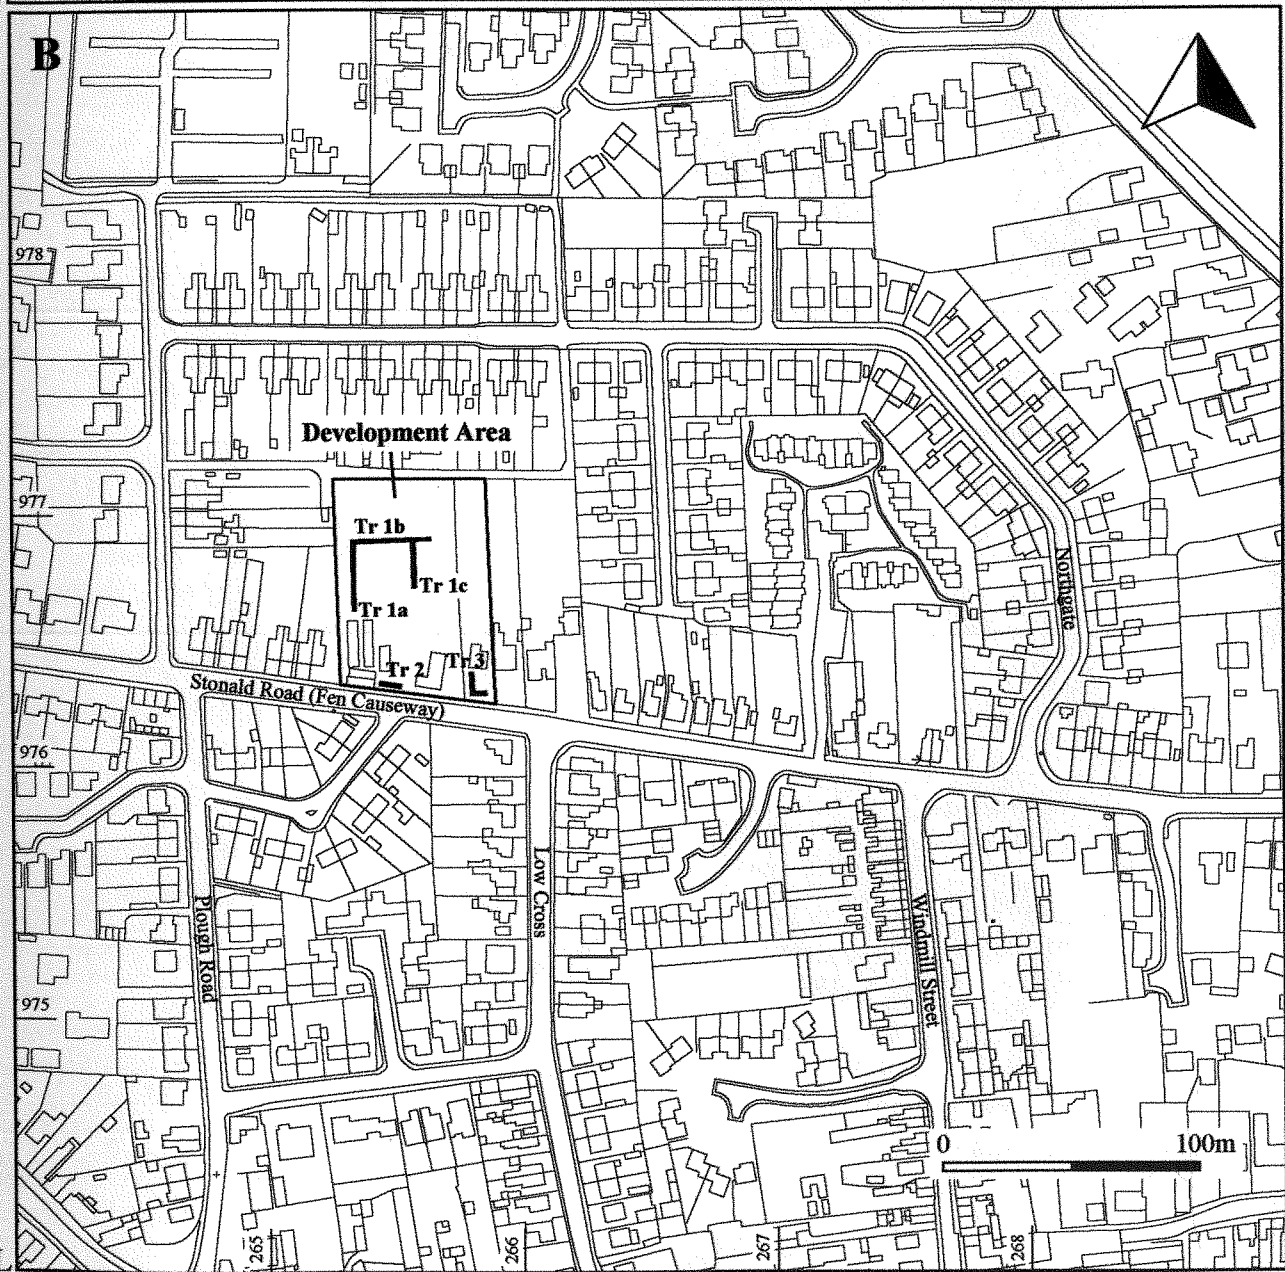 B
978
Development Area
977
Tr 1b
Tr 1c
Tr 1a
Tr 2
Tr 3
Stonald Road (Fen Causeway)
Northgate
976
Low Cross
Plough Road
Windmill Street
975
0 100m
265
266
267
268